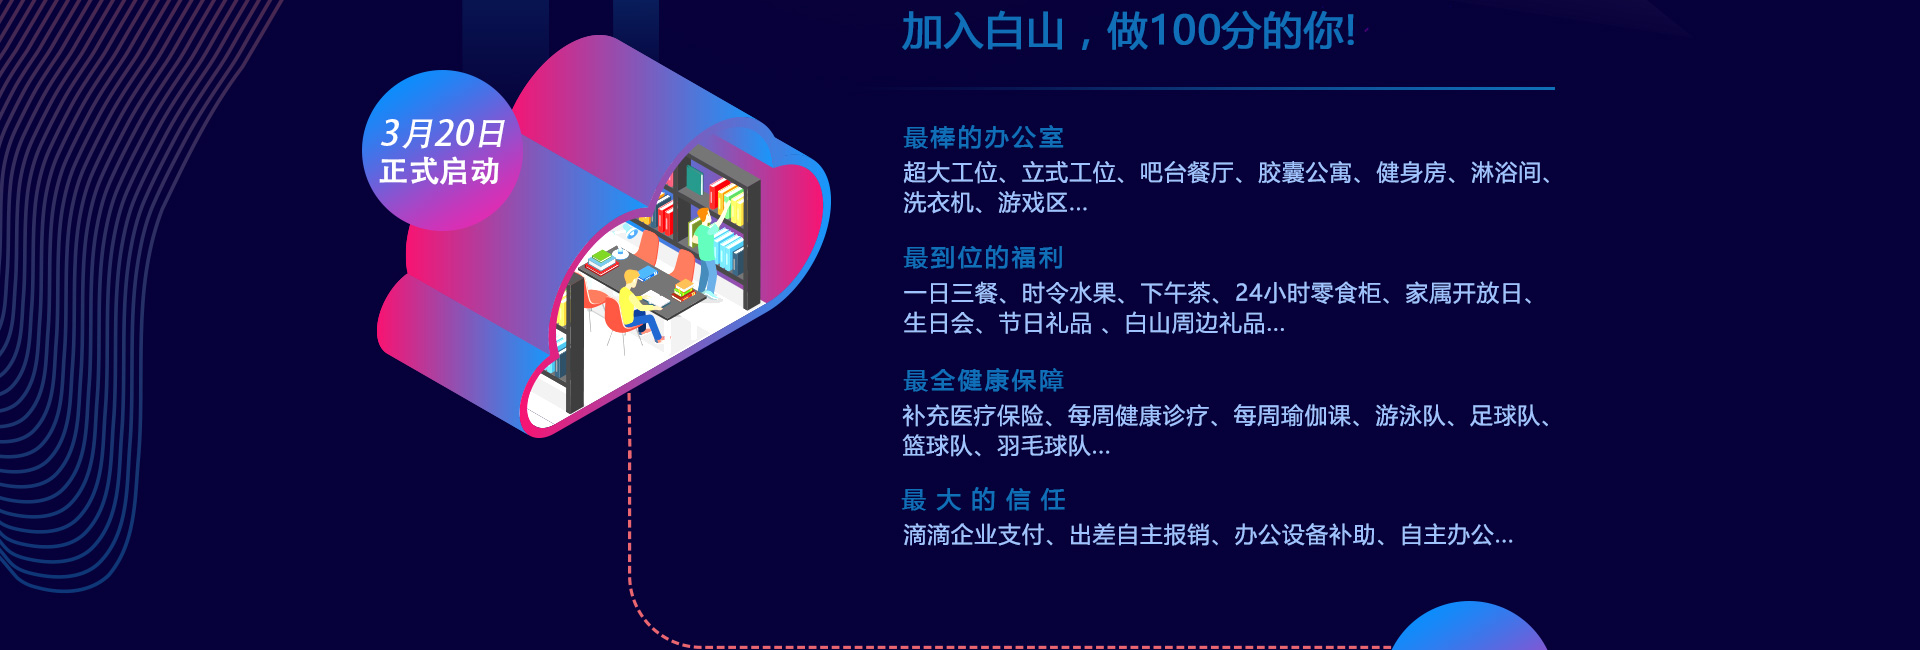 加入白山，做100分的你!
3月20日
正式启动
最棒的办公室
超大工位、立式工位、吧台餐厅、胶囊公寓、健身房、淋浴间、
洗衣机、游戏区...
最到位的福利
一日三餐、时令水果、下午茶、24小时零食柜、家属开放日、
生日会、节日礼品 、白山周边礼品...
最全健康保障
补充医疗保险、每周健康诊疗、每周瑜伽课、游泳队、足球队、
篮球队、羽毛球队...
最大的信任
滴滴企业支付、出差自主报销、办公设备补助、自主办公...